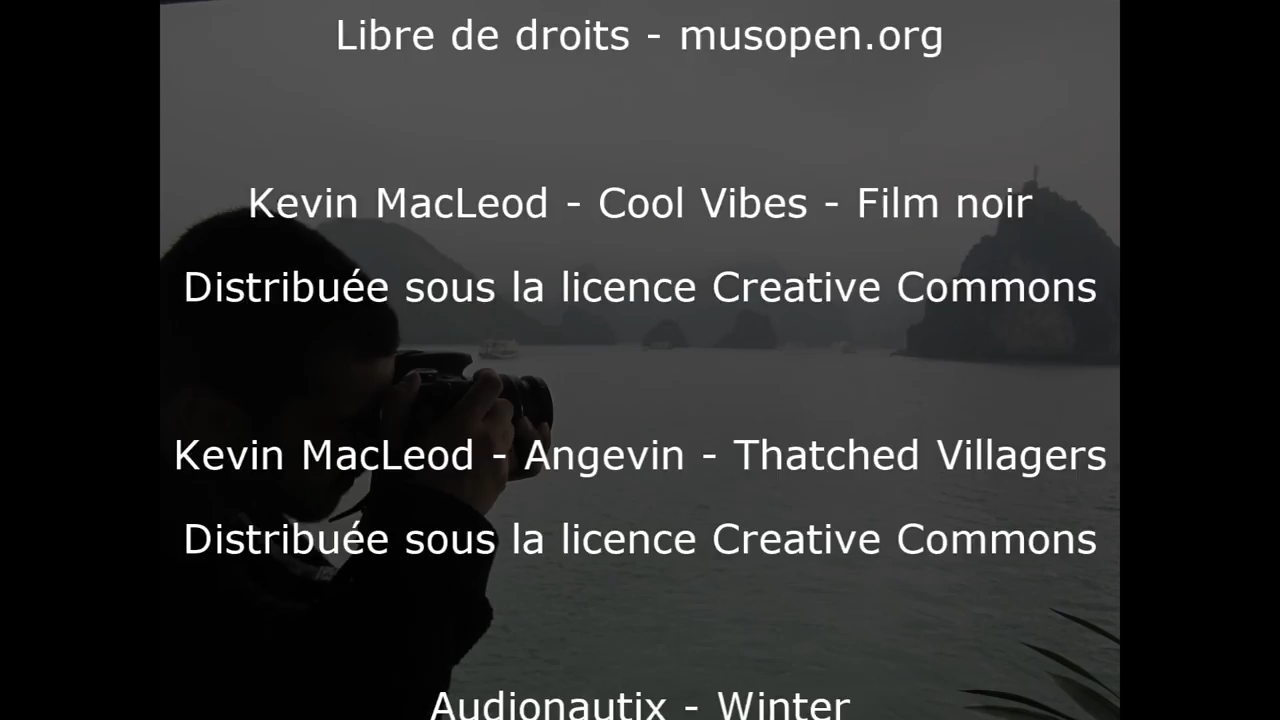 Libre de droits - musopen.org
Kevin MacLeod - Cool Vibes - Film noir
Distribuée sous la licence Creative Commons
Kevin MacLeod - Angevin - Thatched Villagers
Distribuée sous la licence Creative Commons
Audionautix - Winter